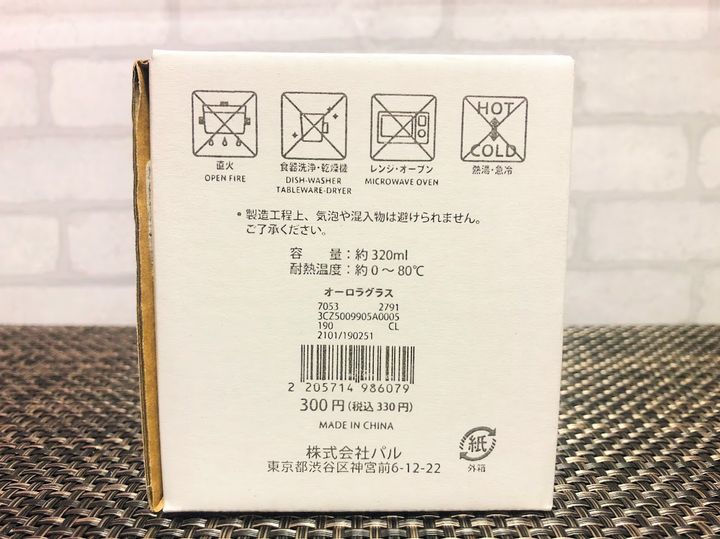 HOT
COLD
直火
OPEN FIRE
食器洗浄・乾燥機
DISH-WASHER
TABLEWARE-DRYER
レンジ・オーブン
MICROWAVE OVEN
熱湯・急冷
・製造工程上、気泡や混入物は避けられません。
ご了承ください。
容 量：約320ml
耐熱温度：約0～80℃
オーロラグラス
7053 2791
3CZ5009905A0005
190 CL
2101/190251
2 205714 986079
300円(税込330円)
MADE IN CHINA
株式会社パル
東京都渋谷区神宮前6-12-22
紙
外箱